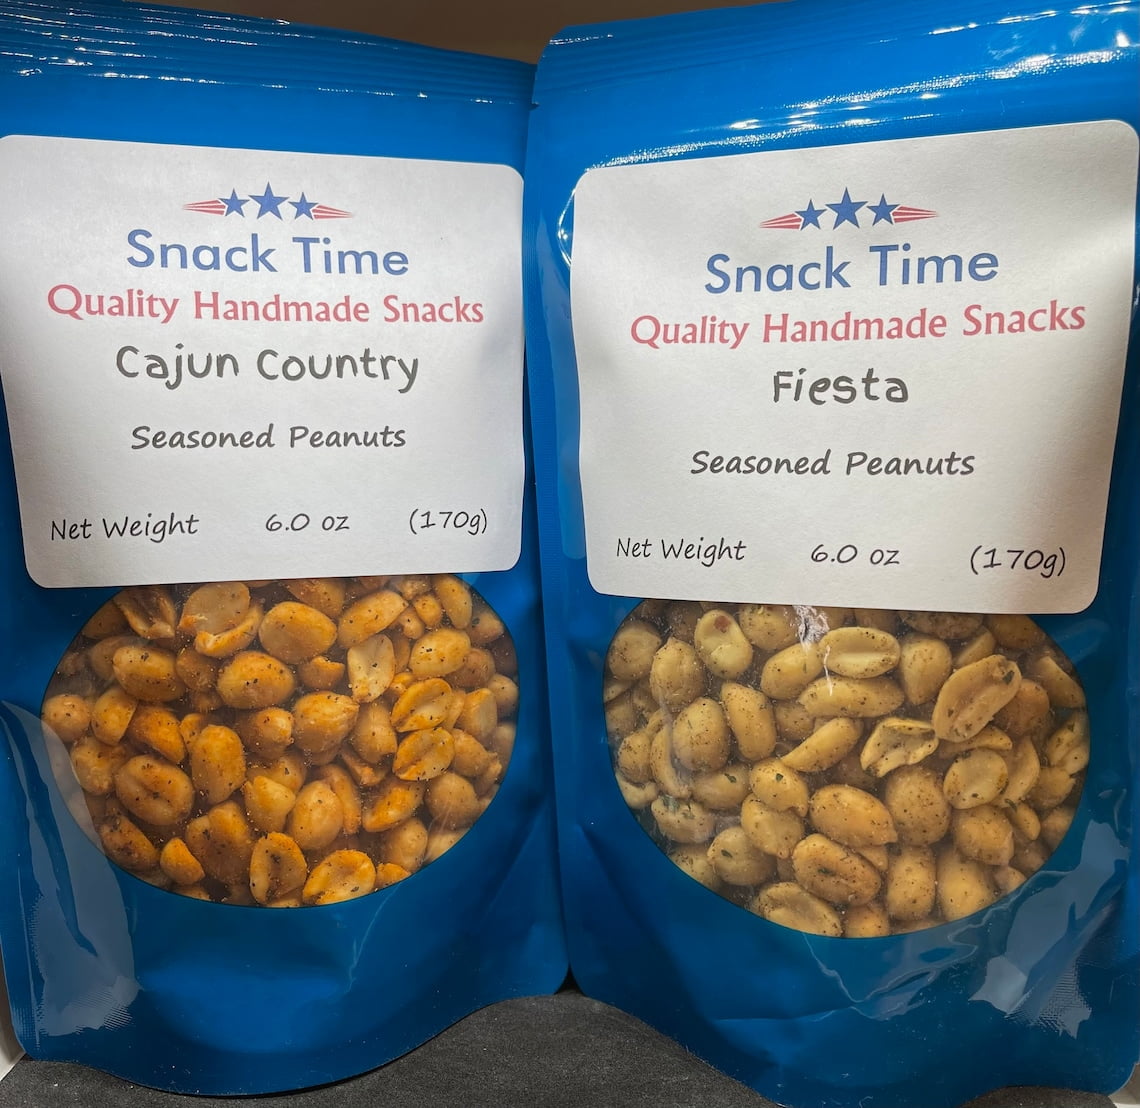 Snack Time
Quality Handmade Snacks
Cajun Country
Seasoned Peanuts
Net Weight 6.0 oz (170g)
Snack Time
Quality Handmade Snacks
Fiesta
Seasoned Peanuts
Net Weight 6.0 oz (170g)